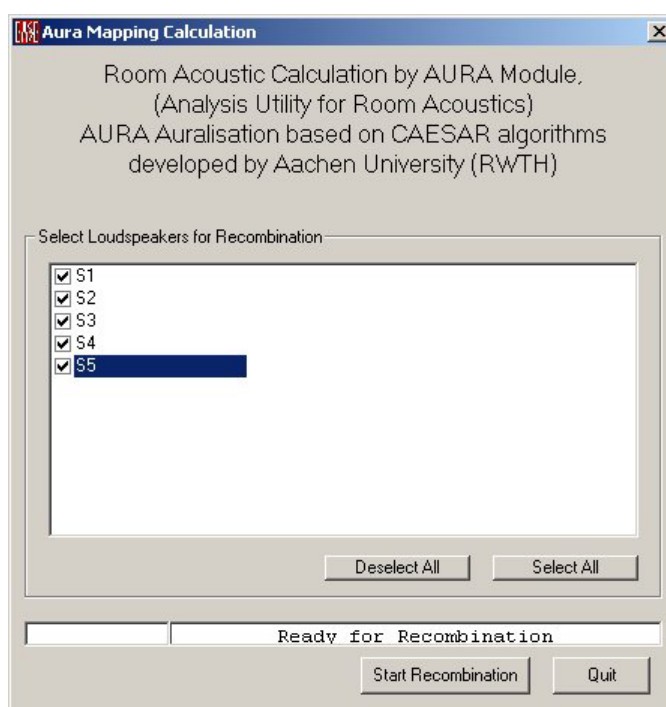 EASE Aura Mapping Calculation
Room Acoustic Calculation by AURA Module,
(Analysis Utility for Room Acoustics)
AURA Auralisation based on CAESAR algorithms
developed by Aachen University (RWTH)
Select Loudspeakers for Recombination
S1
S2
S3
S4
S5
Deselect All Select All
Ready for Recombination
Start Recombination Quit